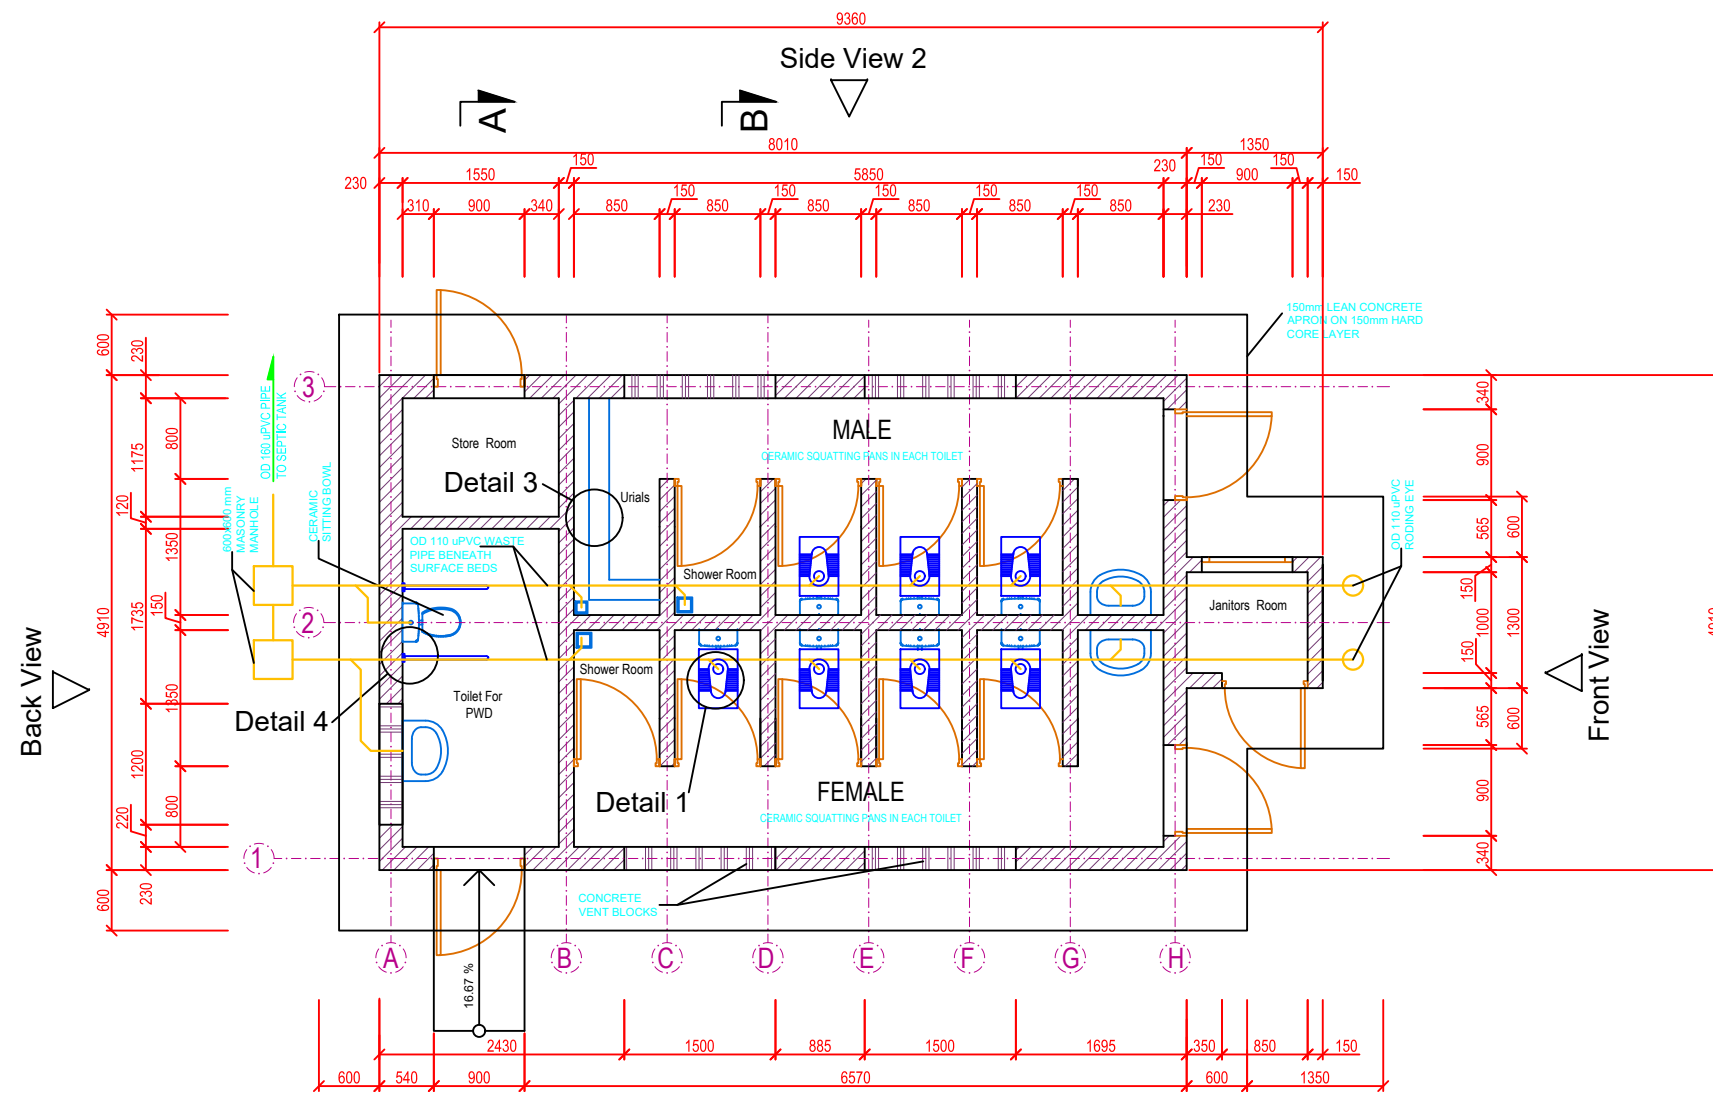 9360
Side View 2
A
B
8010
1350
150
230
1550
5850
230
150
900
150
150
310
900
340
850
150
850
150
850
150
850
150
850
150
850
230
150mm LEAN CONCRETE
APRON ON 150mm HARD
CORE LAYER
600
230
4910
1175
120
1735
1200
220
230
600
800
1350
150
1350
800
OD 160 uPVC PIPE
TO SEPTIC TANK
600x600 mm
MASONRY
MANHOLE
CERAMIC
SITTING BOWL
3
2
1
Store Room
Detail 3
Urials
MALE
CERAMIC SQUATTING PANS IN EACH TOILET
OD 110 uPVC WASTE
PIPE BENEATH
SURFACE BEDS
Shower Room
Shower Room
Janitors Room
Toilet For
PWD
Detail 4
Detail 1
FEMALE
CERAMIC SQUATTING PANS IN EACH TOILET
CONCRETE
VENT BLOCKS
Back View
Front View
OD 110 uPVC
RODING EYE
340
900
565
150
1000
150
565
900
340
600
1300
600
4910
A
B
C
D
E
F
G
H
16.67 %
2430
1500
885
1500
1695
350
850
150
600
540
900
6570
600
1350